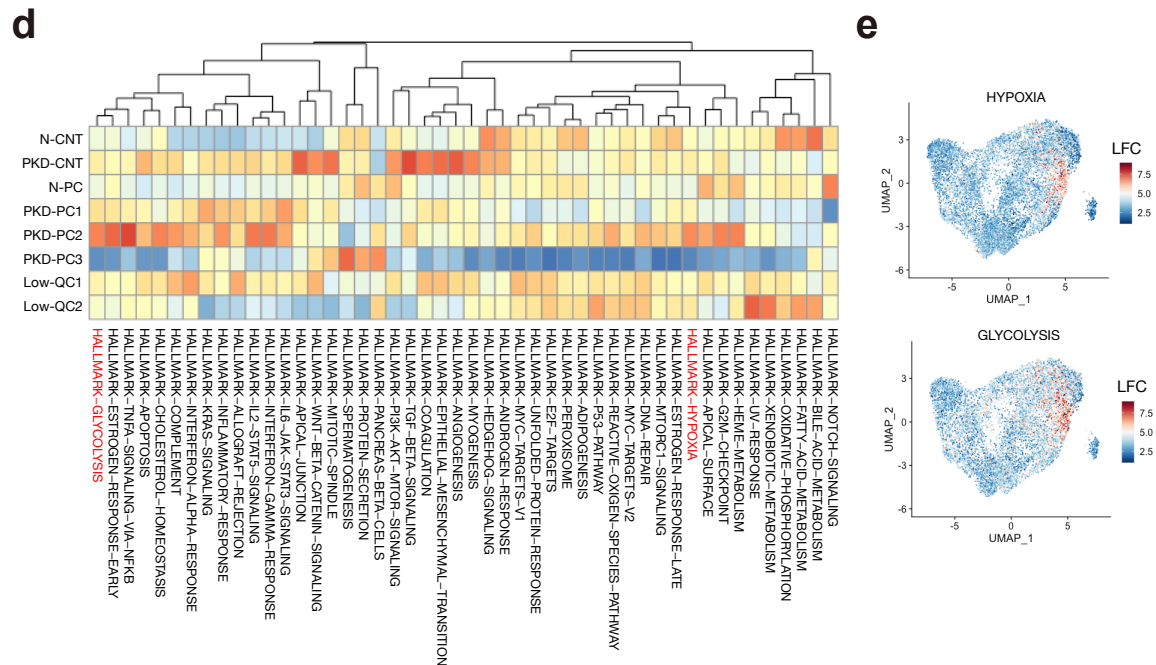 d
N-CNT
PKD-CNT
N-PC
PKD-PC1
PKD-PC2
PKD-PC3
Low-QC1
Low-QC2
HALLMARK-GLYCOLYSIS
HALLMARK-ESTROGEN-RESPONSE-EARLY
HALLMARK-TNFA-SIGNALING-VIA-NFKB
HALLMARK-APOPTOSIS
HALLMARK-CHOLESTEROL-HOMEOSTASIS
HALLMARK-COMPLEMENT
HALLMARK-INTERFERON-ALPHA-RESPONSE
HALLMARK-KRAS-SIGNALING
HALLMARK-INFLAMMATORY-RESPONSE
HALLMARK-ALLOGRAFT-REJECTION
HALLMARK-IL2-STAT5-SIGNALING
HALLMARK-INTERFERON-GAMMA-RESPONSE
HALLMARK-IL6-JAK-STAT3-SIGNALING
HALLMARK-APICAL-JUNCTION
HALLMARK-WNT-BETA-CATENIN-SIGNALING
HALLMARK-MITOTIC-SPINDLE
HALLMARK-SPERMATOGENESIS
HALLMARK-PROTEIN-SECRETION
HALLMARK-PANCREAS-BETA-CELLS
HALLMARK-PI3K-AKT-MTOR-SIGNALING
HALLMARK-TGF-BETA-SIGNALING
HALLMARK-COAGULATION
HALLMARK-EPITHELIAL-MESENCHYMAL-TRANSITION
HALLMARK-ANGIOGENESIS
HALLMARK-MYOGENESIS
HALLMARK-HEDGEHOG-SIGNALING
HALLMARK-ANDROGEN-RESPONSE
HALLMARK-MYC-TARGETS-V1
HALLMARK-UNFOLDED-PROTEIN-RESPONSE
HALLMARK-E2F-TARGETS
HALLMARK-PEROXISOME
HALLMARK-ADIPOGENESIS
HALLMARK-P53-PATHWAY
HALLMARK-REACTIVE-OXIGEN-SPECIES-PATHWAY
HALLMARK-MYC-TARGETS-V2
HALLMARK-DNA-REPAIR
HALLMARK-MTORC1-SIGNALING
HALLMARK-ESTROGEN-RESPONSE-LATE
HALLMARK-HYPOXIA
HALLMARK-APICAL-SURFACE
HALLMARK-G2M-CHECKPOINT
HALLMARK-HEME-METABOLISM
HALLMARK-UV-RESPONSE
HALLMARK-XENOBIOTIC-METABOLISM
HALLMARK-OXIDATIVE-PHOSPHORYLATION
HALLMARK-FATTY-ACID-METABOLISM
HALLMARK-BILE-ACID-METABOLISM
HALLMARK-NOTCH-SIGNALING
e
HYPOXIA
UMAP_2
3
0
-3
-6
-5
0
5
UMAP_1
LFC
7.5
5.0
2.5
GLYCOLYSIS
UMAP_2
3
0
-3
-6
-5
0
5
UMAP_1
LFC
7.5
5.0
2.5